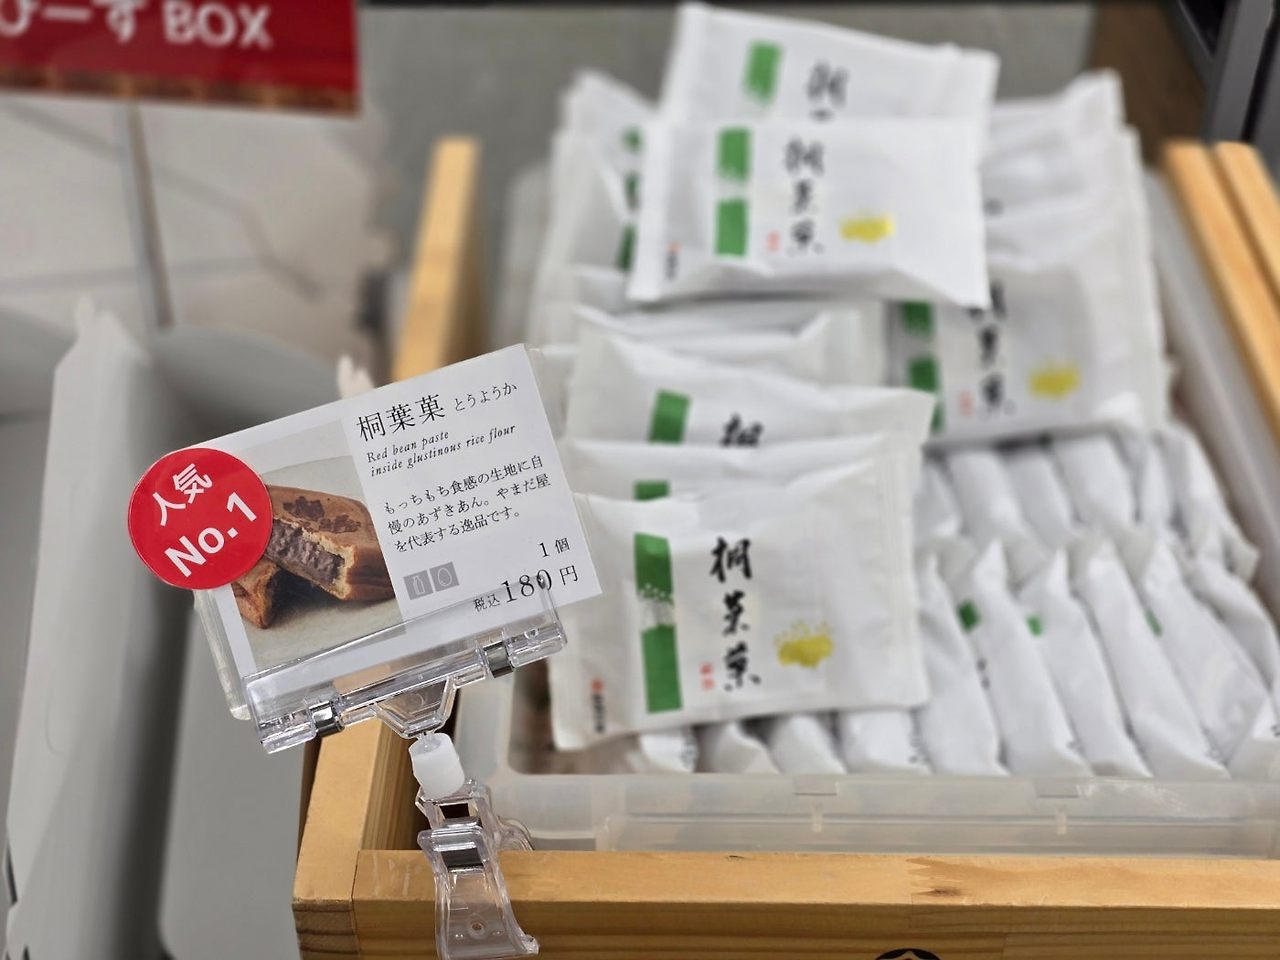 ぴーす BOX
人気
No.1
桐葉菓 とうようか
Red bean paste
inside glustinous rice flour
もっちもち食感の生地に自
慢のあずきあん。やまだ屋
を代表する逸品です。
1個
税込180円
桐葉菓
桐葉菓
桐葉菓